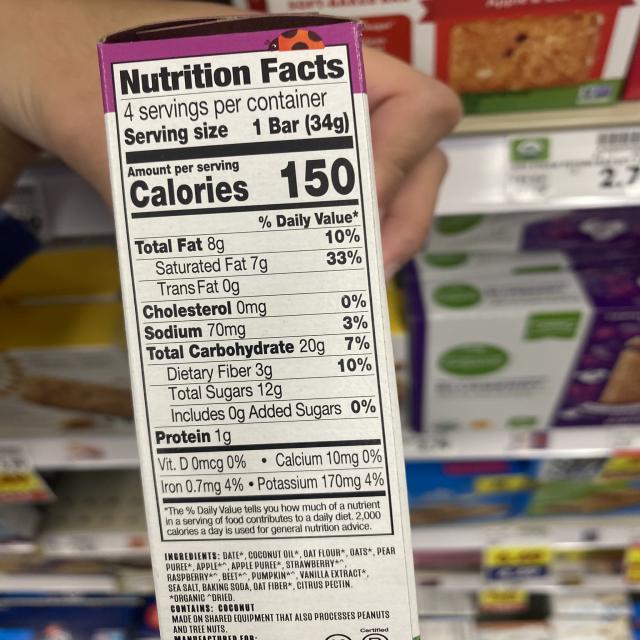 Nutrition Facts
4 servings per container
Serving size 1 Bar (34g)
Amount per serving
Calories 150
% Daily Value*
Total Fat 8g 10%
Saturated Fat 7g 33%
Trans Fat 0g
Cholesterol 0mg 0%
Sodium 70mg 3%
Total Carbohydrate 20g 7%
Dietary Fiber 3g 10%
Total Sugars 12g
Includes 0g Added Sugars 0%
Protein 1g
Vit. D 0mcg 0% • Calcium 10mg 0%
Iron 0.7mg 4% • Potassium 170mg 4%
*The % Daily Value tells you how much of a nutrient
in a serving of food contributes to a daily diet. 2,000
calories a day is used for general nutrition advice.
INGREDIENTS: DATE*, COCONUT OIL*, OAT FLOUR*, OATS*, PEAR
PUREE*, APPLE*^, APPLE PUREE*, STRAWBERRY*^,
RASPBERRY*^, BEET*^, PUMPKIN*^, VANILLA EXTRACT*,
SEA SALT, BAKING SODA, OAT FIBER*, CITRUS PECTIN.
*ORGANIC ^DRIED.
CONTAINS: COCONUT
MADE ON SHARED EQUIPMENT THAT ALSO PROCESSES PEANUTS
AND TREE NUTS.
MANUFACTURED FOR:
Certified
2.7